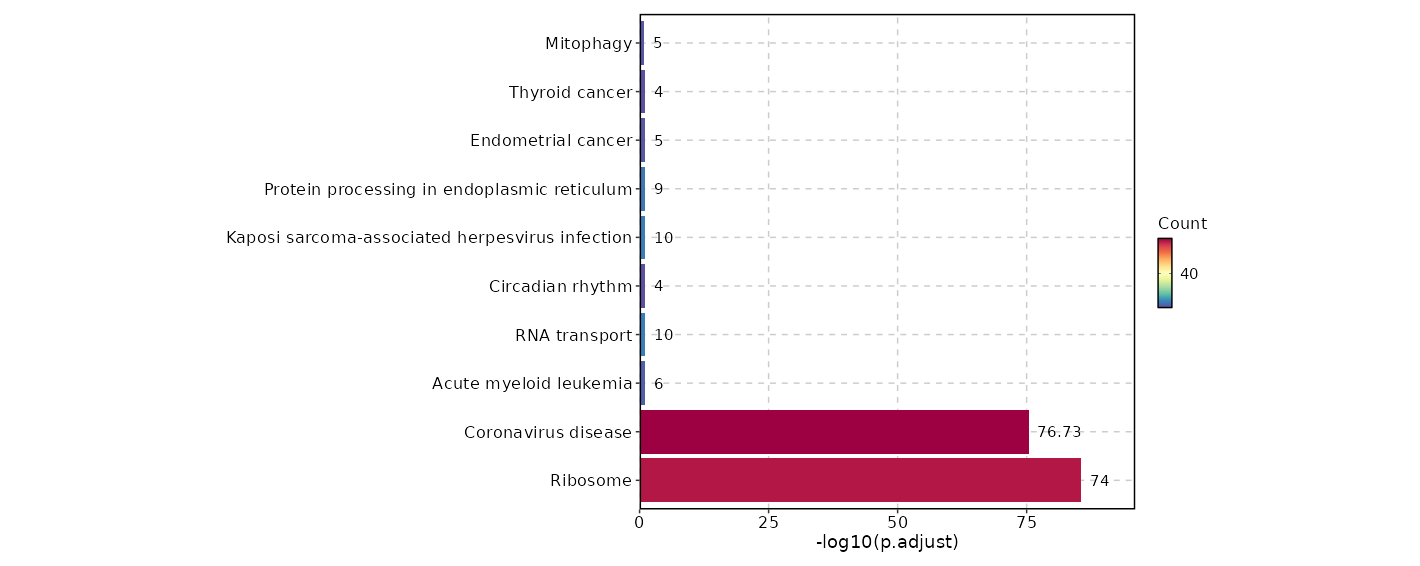 Mitophagy 5
Thyroid cancer 4
Endometrial cancer 5
Protein processing in endoplasmic reticulum 9
Kaposi sarcoma-associated herpesvirus infection 10
Circadian rhythm 4
RNA transport 10
Acute myeloid leukemia 6
Coronavirus disease 76.73
Ribosome 74
0 25 50 75
-log10(p.adjust)
Count
40